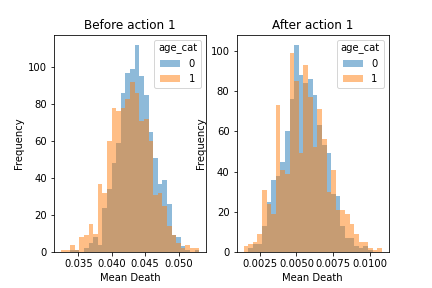 Before action 1
After action 1
age_cat
0
1
age_cat
0
1
Frequency
100
80
60
40
20
0
Frequency
100
80
60
40
20
0
0.035 0.040 0.045 0.050
0.0025 0.0050 0.0075 0.0100
Mean Death
Mean Death